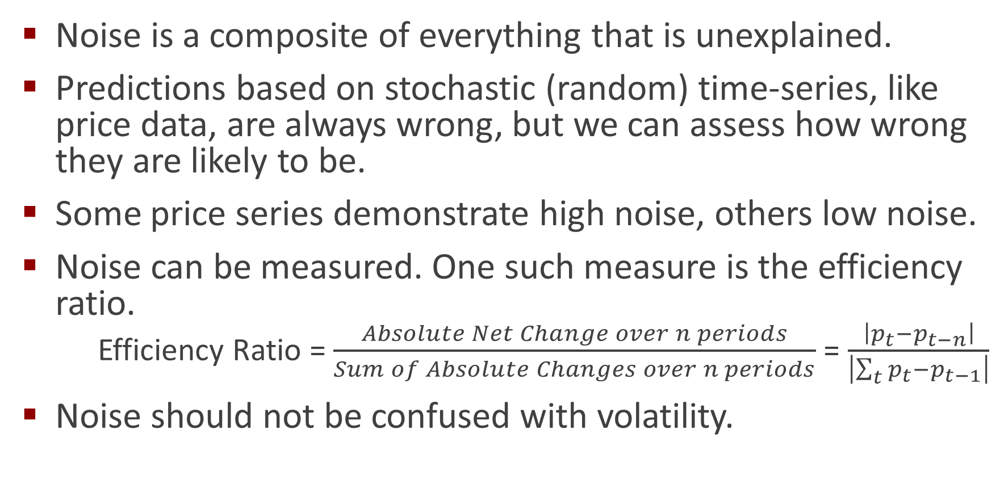 ▪ Noise is a composite of everything that is unexplained.
▪ Predictions based on stochastic (random) time-series, like
price data, are always wrong, but we can assess how wrong
they are likely to be.
▪ Some price series demonstrate high noise, others low noise.
▪ Noise can be measured. One such measure is the efficiency
ratio.
Efficiency Ratio = \frac{Absolute Net Change over n periods}{Sum of Absolute Changes over n periods} = \frac{|p_t-p_{t-n}|}{|\sum_t p_t-p_{t-1}|}
▪ Noise should not be confused with volatility.